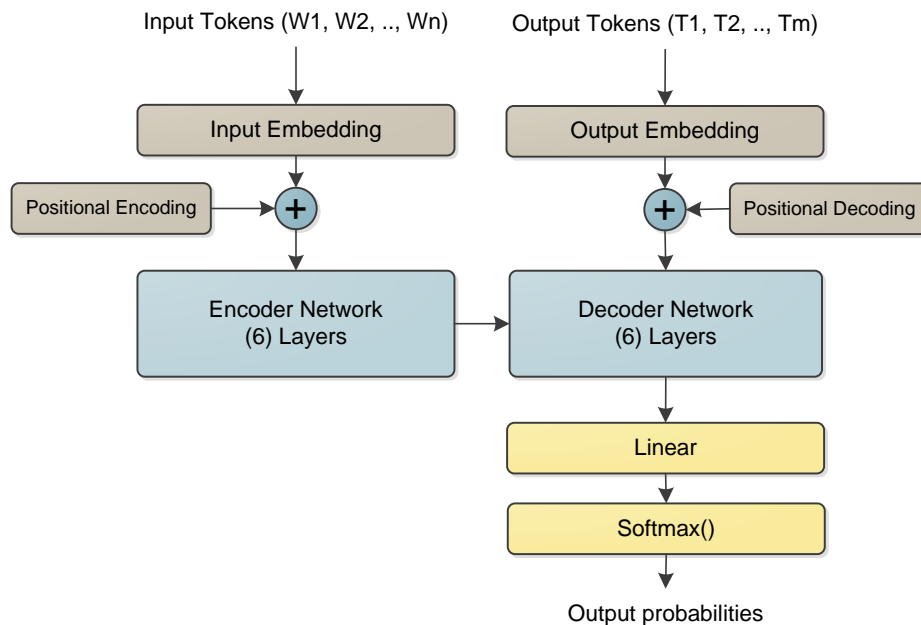 Input Tokens (W1, W2, .., Wn)
Output Tokens (T1, T2, .., Tm)
Input Embedding
Output Embedding
Positional Encoding
+
+
Positional Decoding
Encoder Network
(6) Layers
Decoder Network
(6) Layers
Linear
Softmax()
Output probabilities